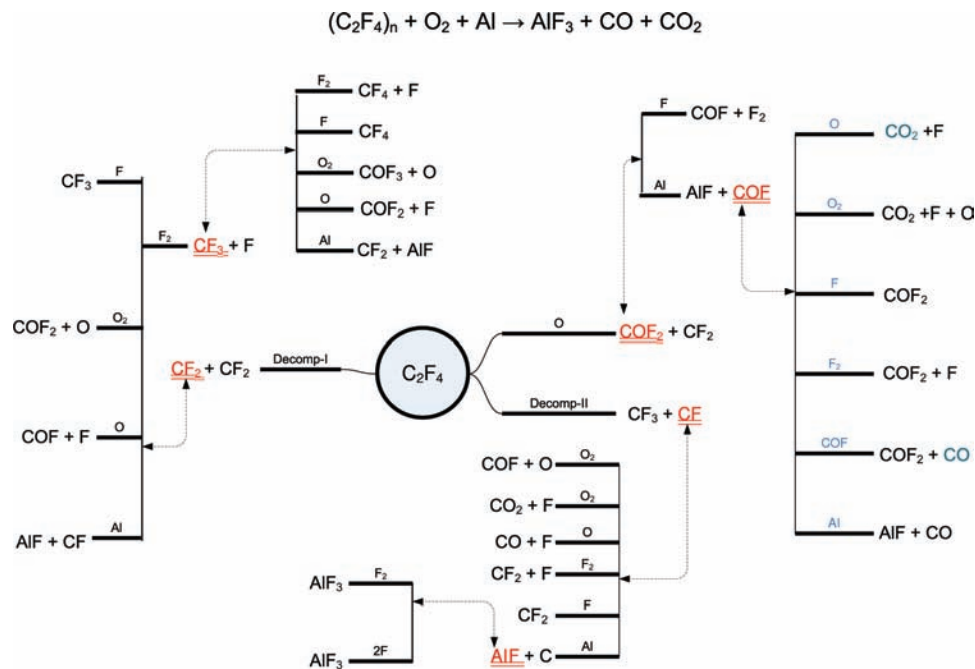 (C₂F₄)ₙ + O₂ + Al → AlF₃ + CO + CO₂
F₂ CF₄ + F
F CF₄
O₂ COF₃ + O
O COF₂ + F
Al CF₂ + AlF
CF₃ F
F₂ CF₃ + F
COF₂ + O O₂
CF₂ + CF₂ Decomp-I
COF + F O
AlF + CF Al
C₂F₄
F COF + F₂
Al AlF + COF
O COF₂ + CF₂
Decomp-II CF₃ + CF
O CO₂ +F
O₂ CO₂ +F + O
F COF₂
F₂ COF₂ + F
COF COF₂ + CO
Al AlF + CO
COF + O O₂
CO₂ + F O₂
CO + F O
CF₂ + F F₂
CF₂ F
AlF + C Al
AlF₃ F₂
AlF₃ 2F